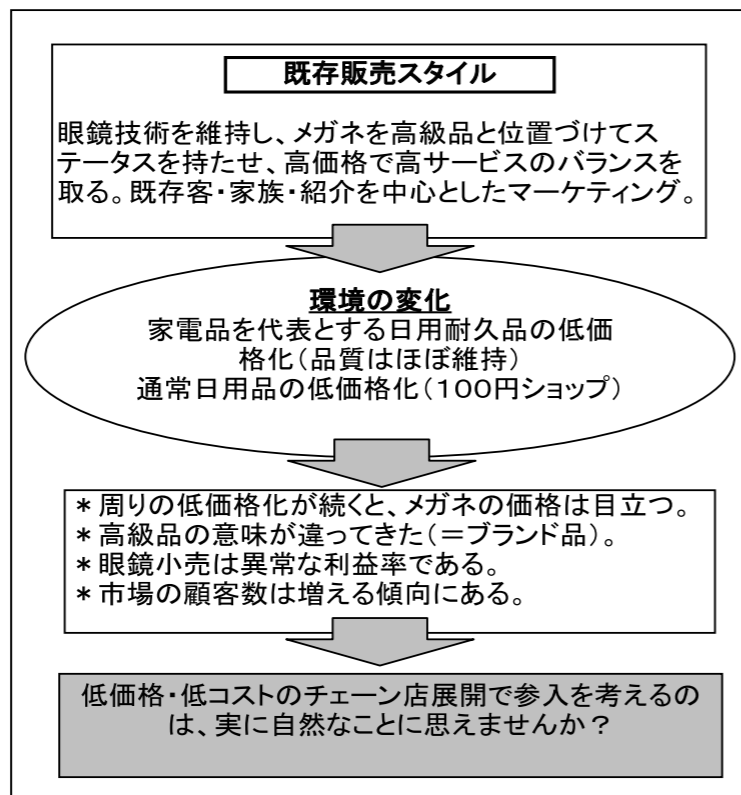 既存販売スタイル
眼鏡技術を維持し、メガネを高級品と位置づけてス
テータスを持たせ、高価格で高サービスのバランスを
取る。既存客・家族・紹介を中心としたマーケティング。
環境の変化
家電品を代表とする日用耐久品の低価
格化（品質はほぼ維持）
通常日用品の低価格化（１００円ショップ）
＊周りの低価格化が続くと、メガネの価格は目立つ。
＊高級品の意味が違ってきた（＝ブランド品）。
＊眼鏡小売は異常な利益率である。
＊市場の顧客数は増える傾向にある。
低価格・低コストのチェーン店展開で参入を考えるの
は、実に自然なことに思えませんか？